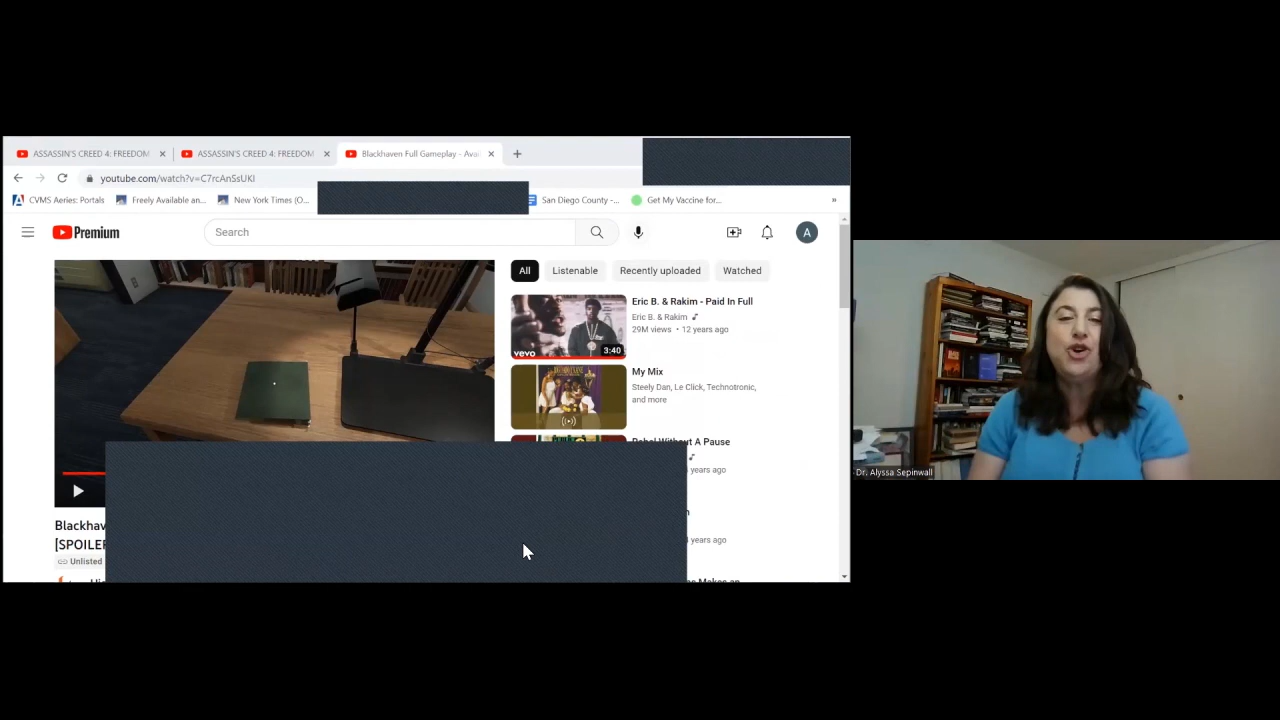 ASSASSIN'S CREED 4: FREEDOM
ASSASSIN'S CREED 4: FREEDOM
Blackhaven Full Gameplay - Avai
youtube.com/watch?v=C7rcAnSsUKI
CVMS Aeries: Portals
Freely Available an...
New York Times (O...
San Diego County -...
Get My Vaccine for...
»
Premium
Search
A
All
Listenable
Recently uploaded
Watched
Eric B. & Rakim - Paid In Full
Eric B. & Rakim
29M views • 12 years ago
vevo
3:40
My Mix
Steely Dan, Le Click, Technotronic,
and more
Rebel Without A Pause
years ago
years ago
Blackhav
[SPOILER
Unlisted
Dr. Alyssa Sepinwall